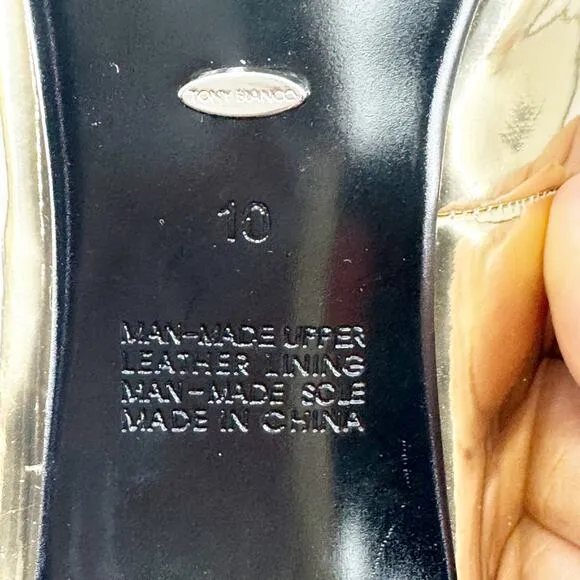 TONY BIANCO
10
MAN-MADE UPPER
LEATHER LINING
MAN-MADE SOLE
MADE IN CHINA